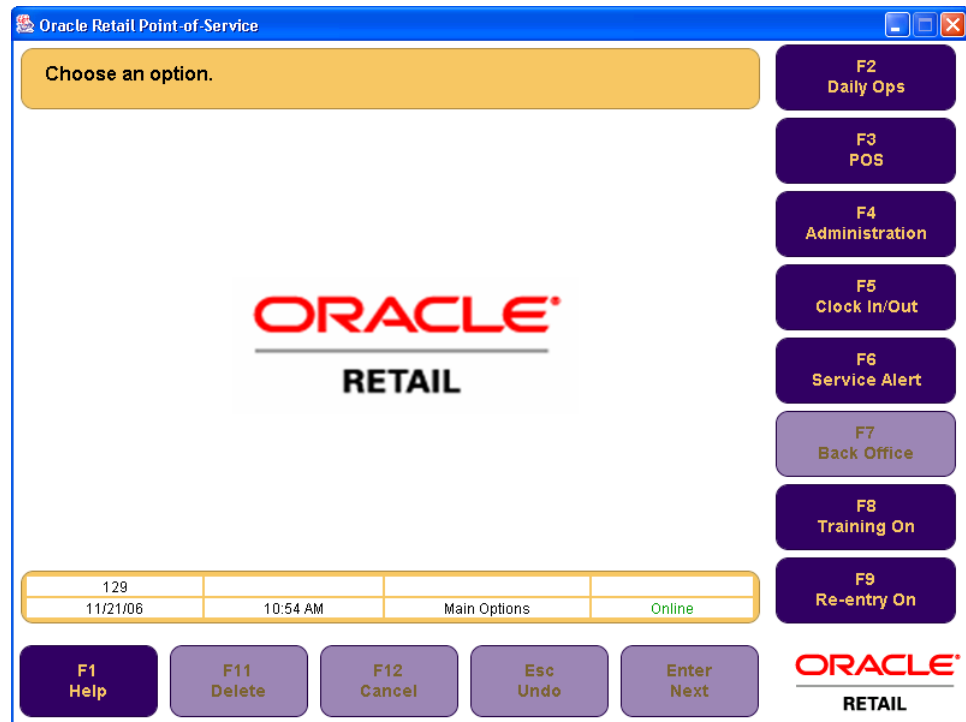 Oracle Retail Point-of-Service
Choose an option.
ORACLE®
RETAIL
F2
Daily Ops
F3
POS
F4
Administration
F5
Clock In/Out
F6
Service Alert
F7
Back Office
F8
Training On
F9
Re-entry On
129
11/21/06 10:54 AM Main Options Online
F1
Help
F11
Delete
F12
Cancel
Esc
Undo
Enter
Next
ORACLE®
RETAIL